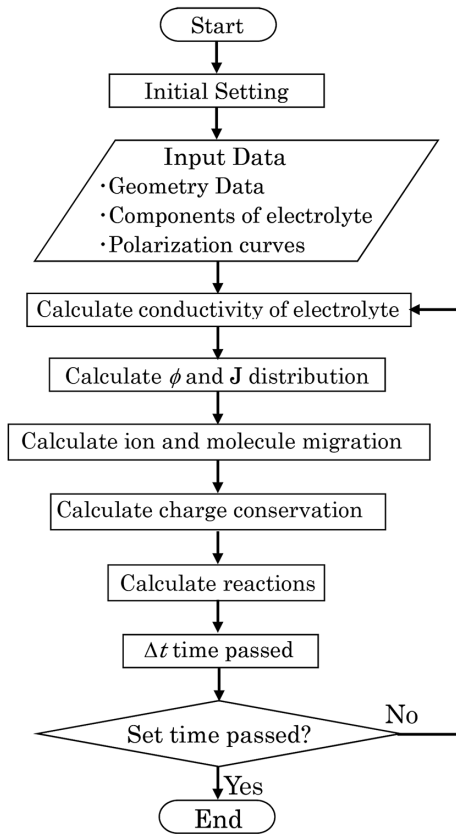 Start
Initial Setting
Input Data
·Geometry Data
·Components of electrolyte
·Polarization curves
Calculate conductivity of electrolyte
Calculate ϕ and J distribution
Calculate ion and molecule migration
Calculate charge conservation
Calculate reactions
Δt time passed
Set time passed?
No
Yes
End